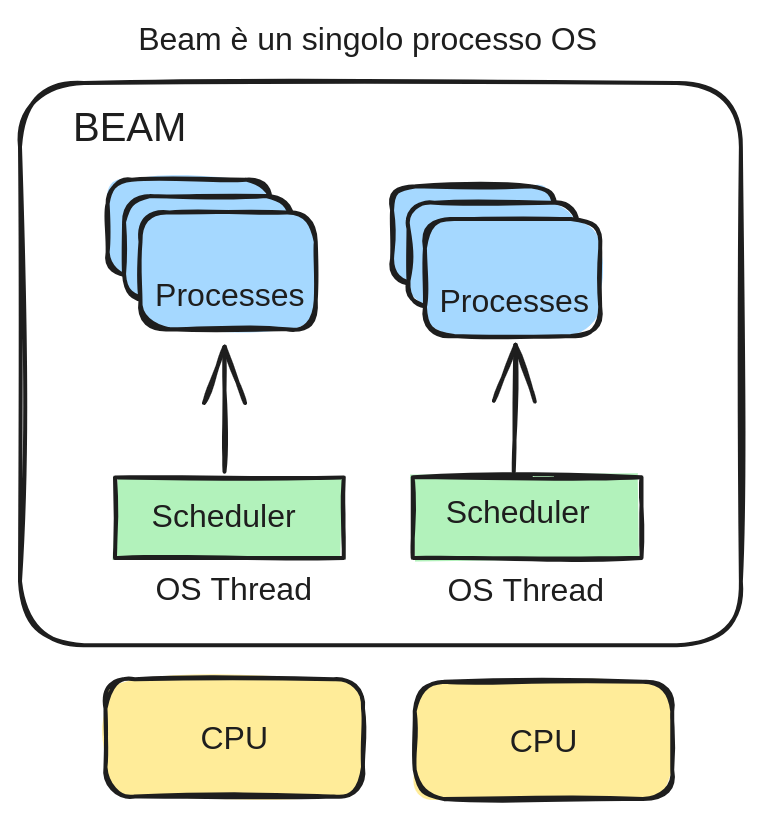 Beam è un singolo processo OS
BEAM
Processes
Processes
Scheduler
Scheduler
OS Thread
OS Thread
CPU
CPU